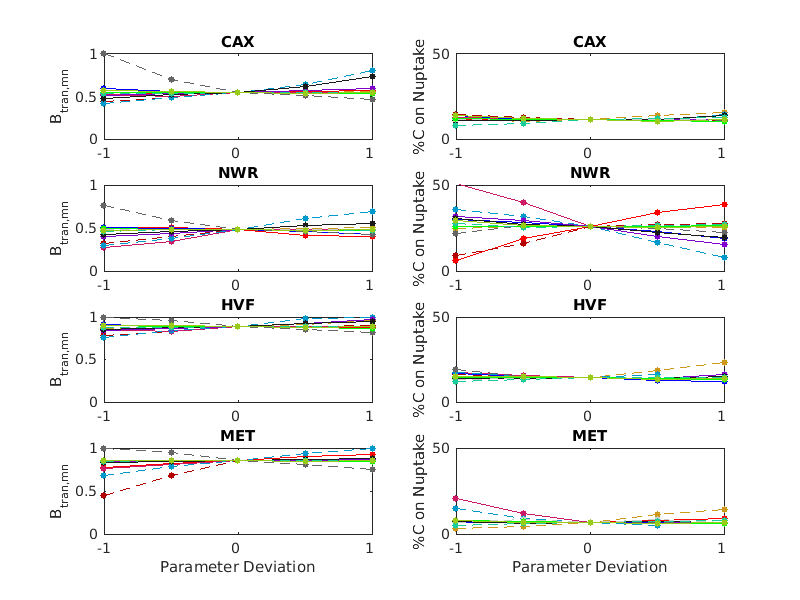 CAX
1
0.5
0
-1 0 1
B_tran,mn
CAX
50
0
-1 0 1
%C on Nuptake
NWR
1
0.5
0
-1 0 1
B_tran,mn
NWR
50
0
-1 0 1
%C on Nuptake
HVF
1
0.5
0
-1 0 1
B_tran,mn
HVF
50
0
-1 0 1
%C on Nuptake
MET
1
0.5
0
-1 0 1
B_tran,mn
Parameter Deviation
MET
50
0
-1 0 1
%C on Nuptake
Parameter Deviation